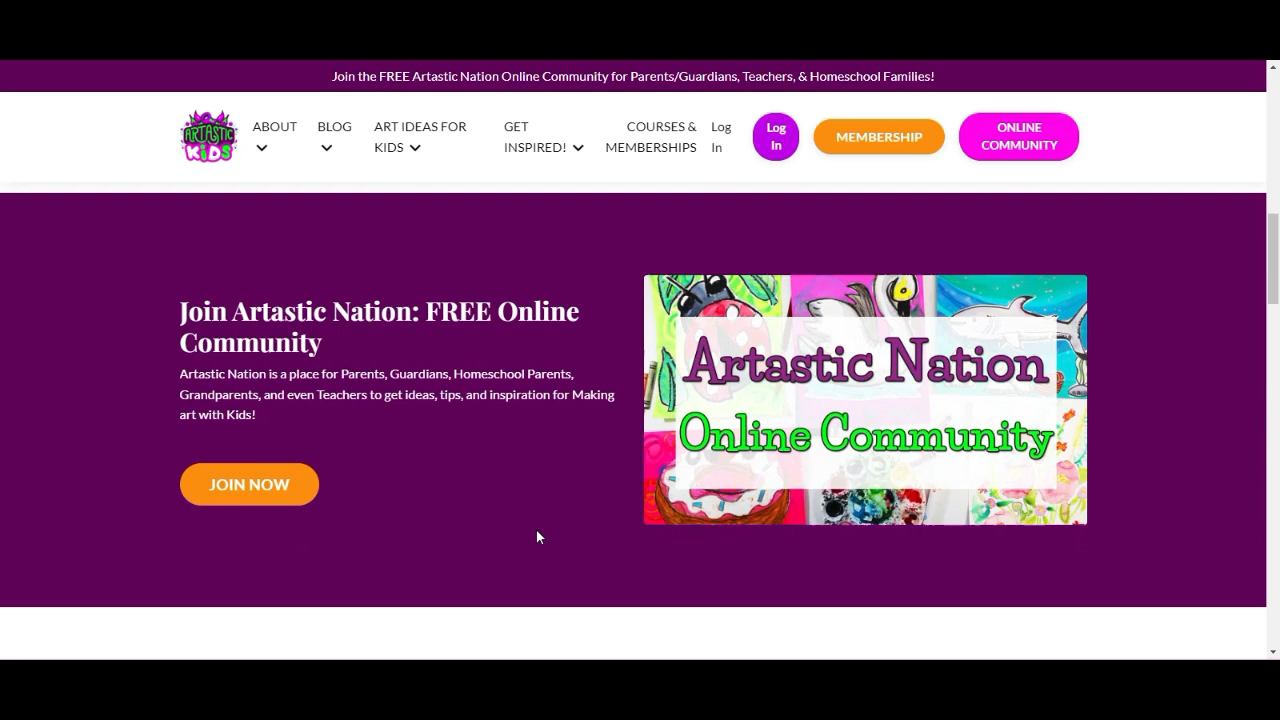 Join the FREE Artastic Nation Online Community for Parents/Guardians, Teachers, & Homeschool Families!
ARTASTIC
KiDS
ABOUT
BLOG
ART IDEAS FOR
KIDS
GET
INSPIRED!
COURSES &
MEMBERSHIPS
Log
In
Log
In
MEMBERSHIP
ONLINE
COMMUNITY
Join Artastic Nation: FREE Online
Community
Artastic Nation is a place for Parents, Guardians, Homeschool Parents,
Grandparents, and even Teachers to get ideas, tips, and inspiration for Making
art with Kids!
JOIN NOW
Artastic Nation
Online Community